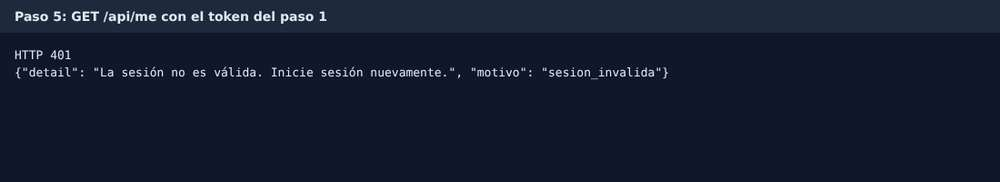 Paso 5: GET /api/me con el token del paso 1
HTTP 401
{"detail": "La sesión no es válida. Inicie sesión nuevamente.", "motivo": "sesion_invalida"}